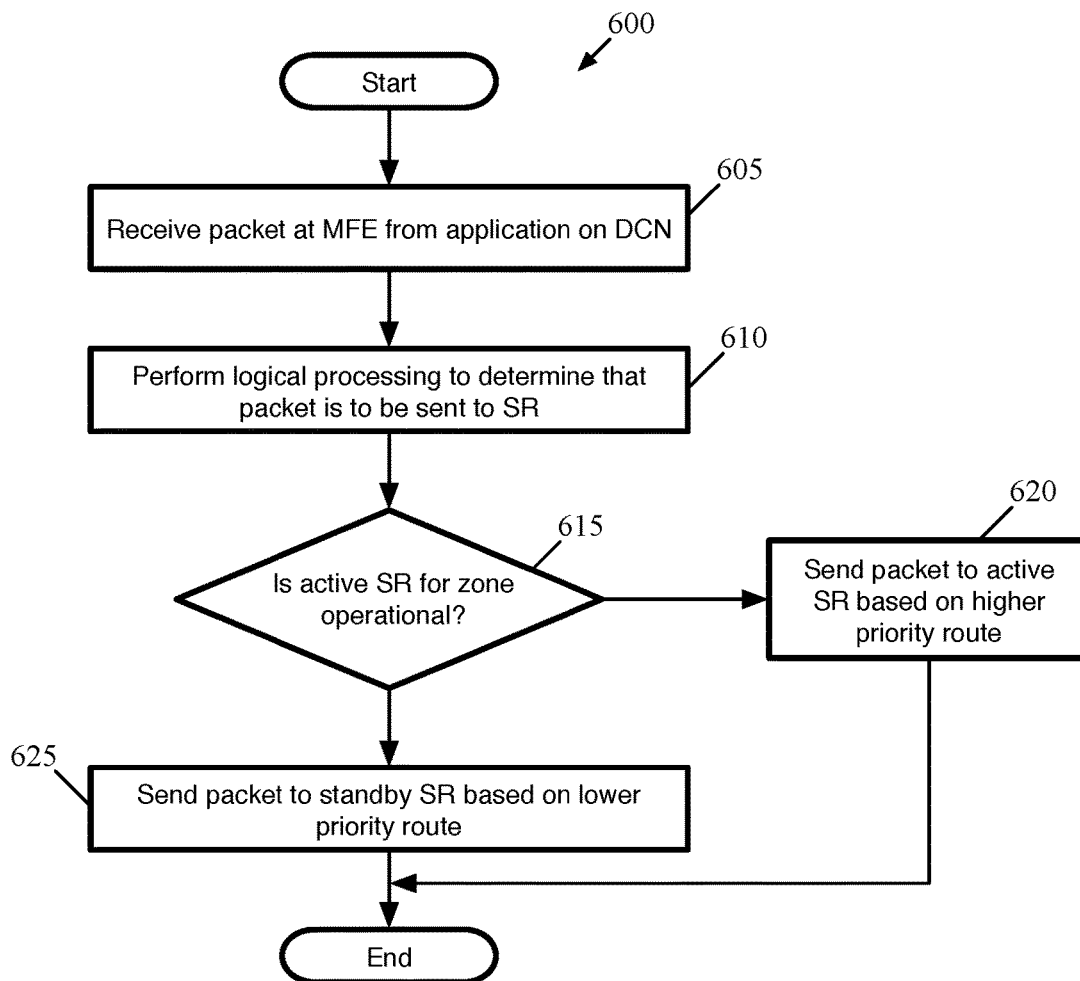 600
Start
605
Receive packet at MFE from application on DCN
610
Perform logical processing to determine that
packet is to be sent to SR
615
Is active SR for zone
operational?
620
Send packet to active
SR based on higher
priority route
625
Send packet to standby SR based on lower
priority route
End